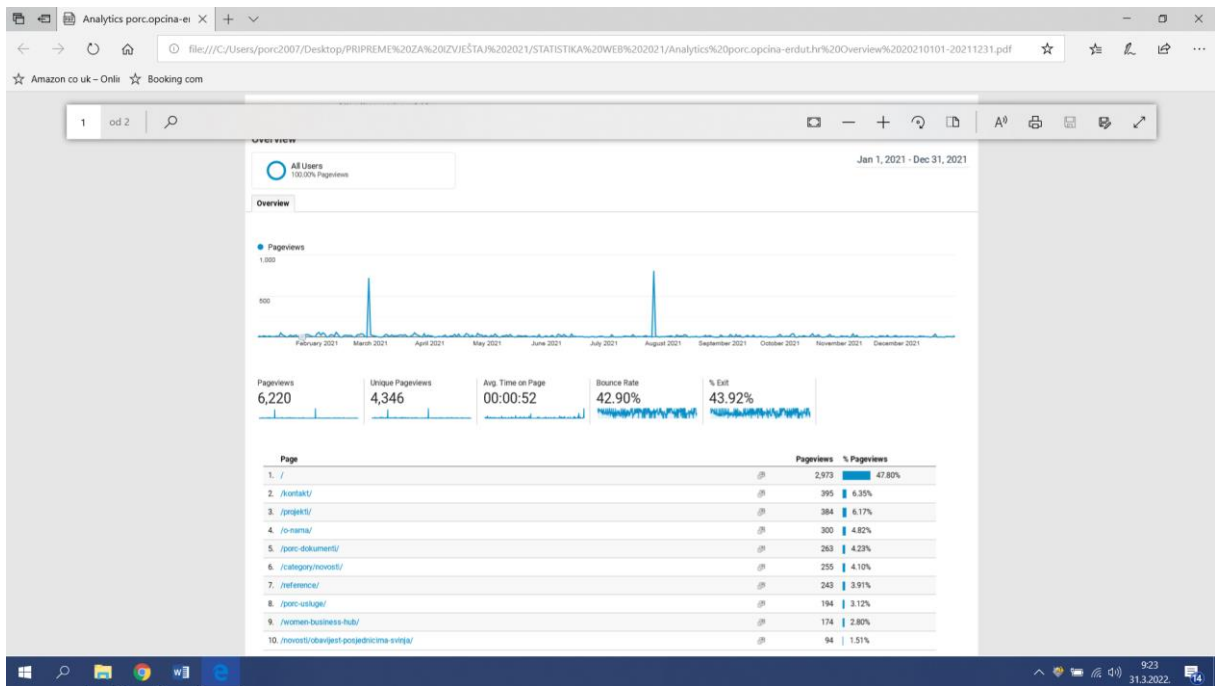 Analytics porc.opcina-er
file:///C:/Users/porc2007/Desktop/PRIPREME%20ZA%20IZVJEŠTAJ%202021/STATISTIKA%20WEB%202021/Analytics%20porc.opcina-erdut.hr%20Overview%2020210101-20211231.pdf
Amazon co uk – Onlii Booking com
1 od 2
Overview
All Users
100.00% Pageviews
Jan 1, 2021 - Dec 31, 2021
Overview
Pageviews
1,000
500
February 2021 March 2021 April 2021 May 2021 June 2021 July 2021 August 2021 September 2021 October 2021 November 2021 December 2021
Pageviews Unique Pageviews Avg. Time on Page Bounce Rate % Exit
6,220 4,346 00:00:52 42.90% 43.92%
Page Pageviews % Pageviews
1. / 2,973 47.80%
2. /kontakt/ 395 6.35%
3. /projekti/ 384 6.17%
4. /o-nama/ 300 4.82%
5. /porc-dokumenti/ 263 4.23%
6. /category/novosti/ 255 4.10%
7. /reference/ 243 3.91%
8. /porc-usluge/ 194 3.12%
9. /women-business-hub/ 174 2.80%
10. /novosti/obavijest-posjednicima-svinja/ 94 1.51%
9:23
31.3.2022.
14